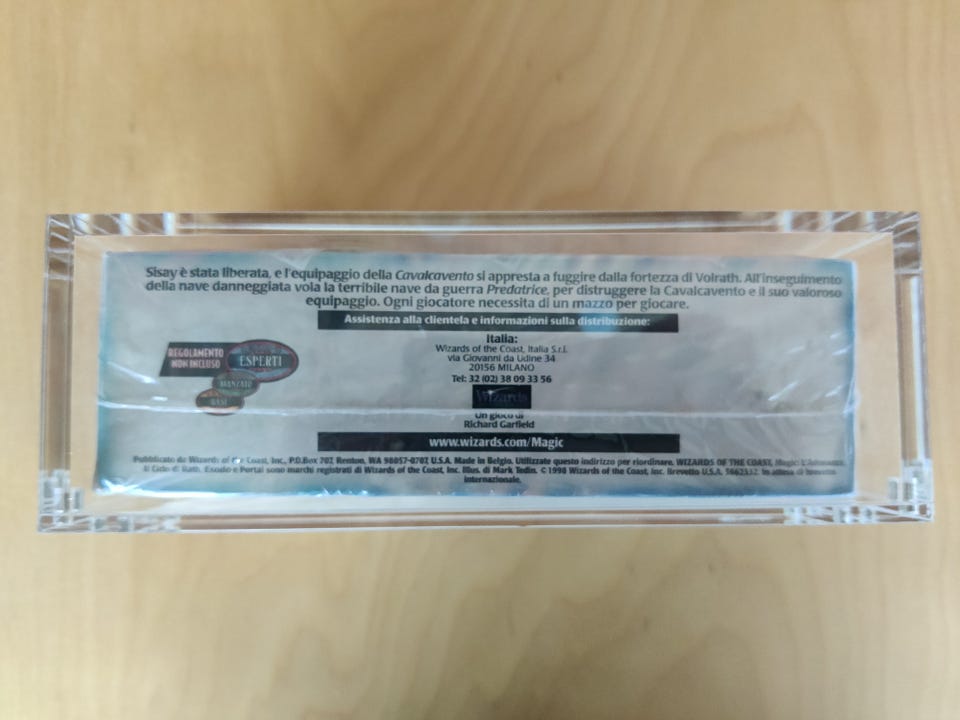 Sisay è stata liberata, e l'equipaggio della Cavalcavento si appresta a fuggire dalla fortezza di Volrath. All'inseguimento
della nave danneggiata vola la terribile nave da guerra Predatrice, per distruggere la Cavalcavento e il suo valoroso
equipaggio. Ogni giocatore necessita di un mazzo per giocare.
Assistenza alla clientela e informazioni sulla distribuzione:
REGOLAMENTO
NON INCLUSO
ESPERTI
AVANZATO
BASE
Italia:
Wizards of the Coast, Italia S.r.l.
via Giovanni da Udine 34
20156 MILANO
Tel: 32 (02) 38 09 33 56
Wizards
Un gioco di
Richard Garfield
www.wizards.com/Magic
Pubblicato da Wizards of the Coast, Inc., P.O.Box 707, Renton, WA 98057-0707, U.S.A. Made in Belgio. Utilizzate questo indirizzo per riordinare. WIZARDS OF THE COAST, Magic: L'Adunanza,
Il Ciclo di Rath, Esodo e Portal sono marchi registrati di Wizards of the Coast, Inc. Illus. di Mark Tedin. © 1998 Wizards of the Coast, Inc. Brevetto U.S.A. 5662332. In attesa di brevetto
internazionale.